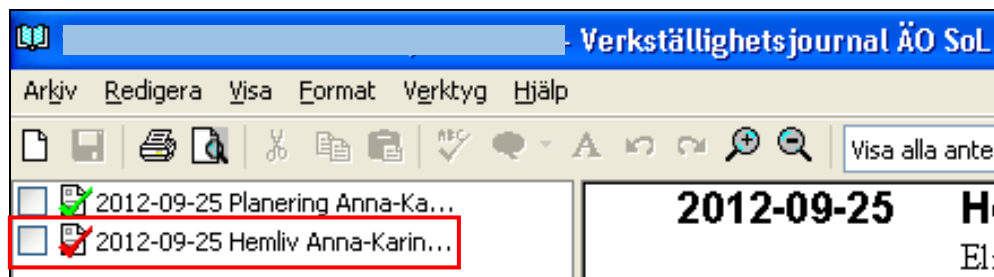 - Verkställighetsjournal ÄO SoL
Arkiv Redigera Visa Format Verktyg Hjälp
ABC A Visa alla ante
2012-09-25 Planering Anna-Ka...
2012-09-25 Hemliv Anna-Karin...
2012-09-25 H